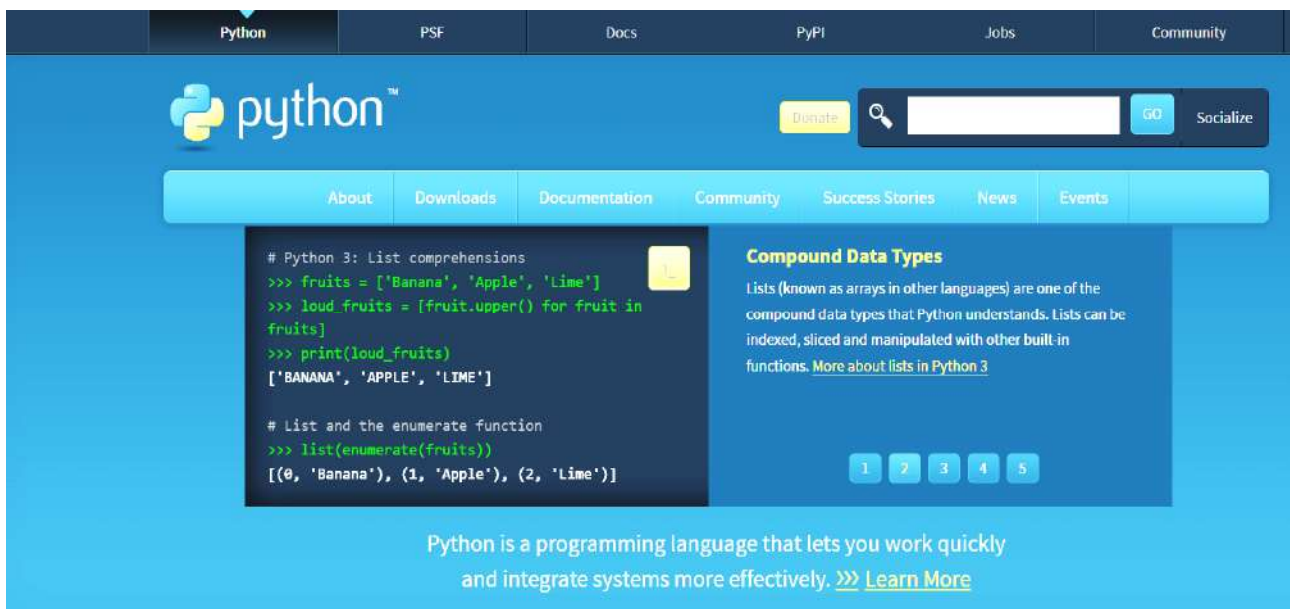 Python PSF Docs PyPI Jobs Community
python™
Donate GO Socialize
About Downloads Documentation Community Success Stories News Events
# Python 3: List comprehensions
>>> fruits = ['Banana', 'Apple', 'Lime']
>>> loud_fruits = [fruit.upper() for fruit in
fruits]
>>> print(loud_fruits)
['BANANA', 'APPLE', 'LIME']
# List and the enumerate function
>>> list(enumerate(fruits))
[(0, 'Banana'), (1, 'Apple'), (2, 'Lime')]
>_
Compound Data Types
Lists (known as arrays in other languages) are one of the
compound data types that Python understands. Lists can be
indexed, sliced and manipulated with other built-in
functions. More about lists in Python 3
1 2 3 4 5
Python is a programming language that lets you work quickly
and integrate systems more effectively. >>> Learn More